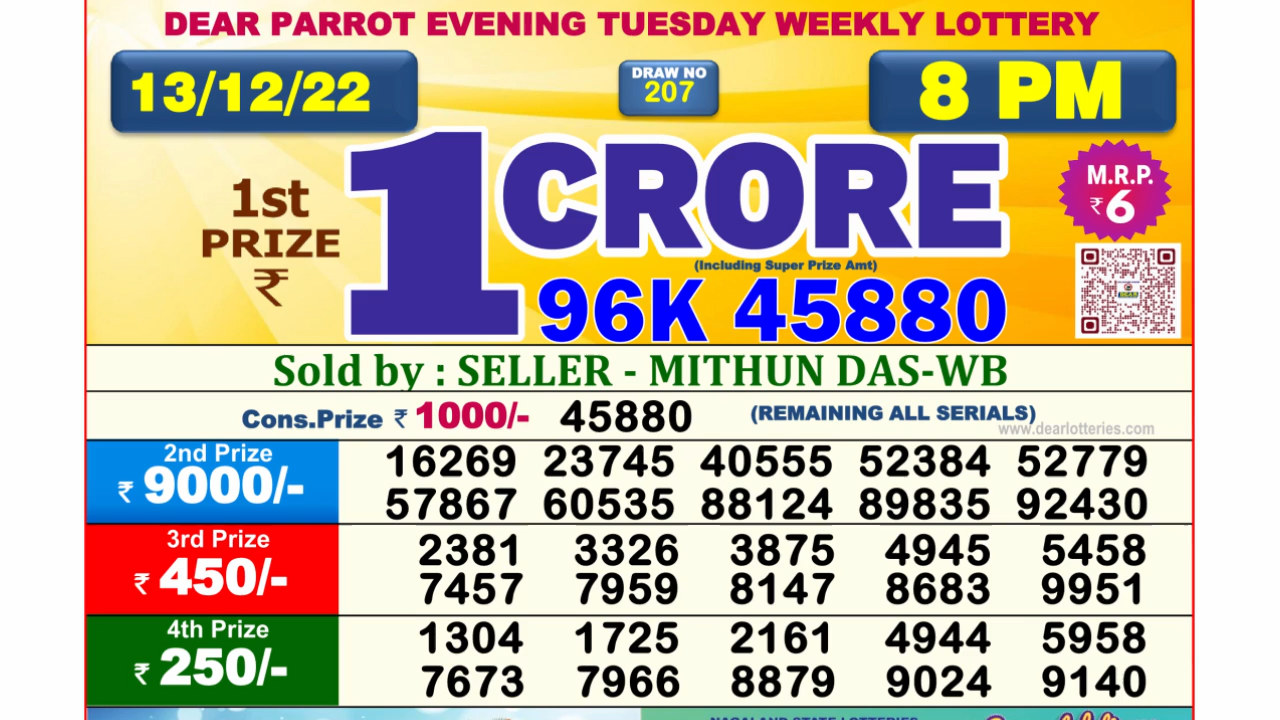 DEAR PARROT EVENING TUESDAY WEEKLY LOTTERY
13/12/22
DRAW NO
207
8 PM
1st
PRIZE
₹
1 CRORE
(Including Super Prize Amt)
96K 45880
M.R.P.
₹ 6
Sold by : SELLER - MITHUN DAS-WB
Cons.Prize ₹ 1000/- 45880 (REMAINING ALL SERIALS)
www.dearlotteries.com
2nd Prize
₹ 9000/-
16269 23745 40555 52384 52779
57867 60535 88124 89835 92430
3rd Prize
₹ 450/-
2381 3326 3875 4945 5458
7457 7959 8147 8683 9951
4th Prize
₹ 250/-
1304 1725 2161 4944 5958
7673 7966 8879 9024 9140
NAGALAND STATE LOTTERIES